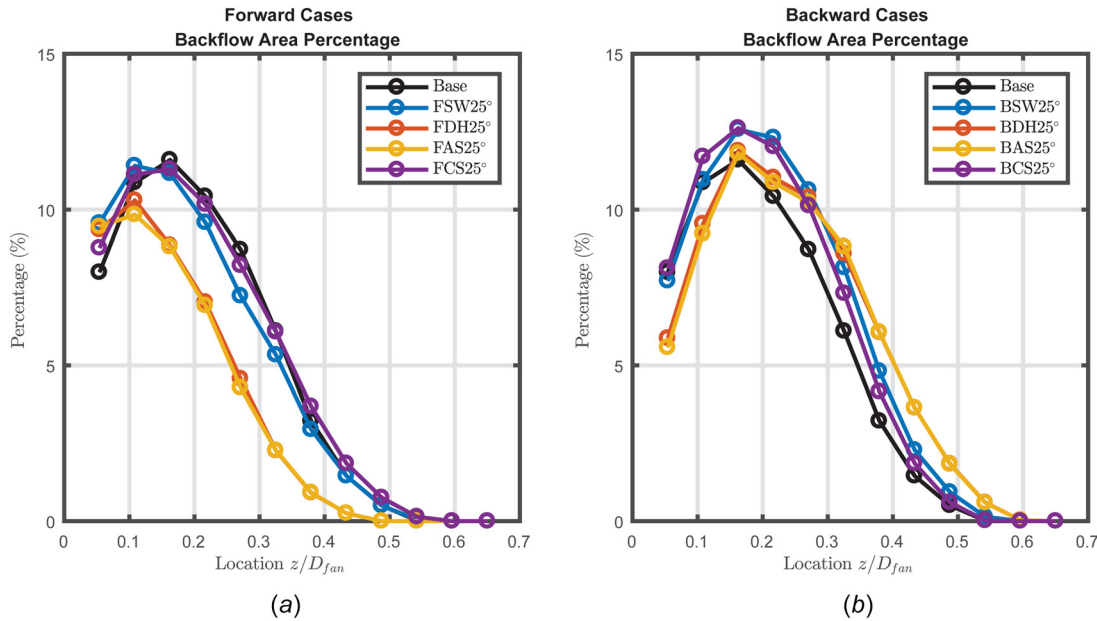 Forward Cases
Backflow Area Percentage
15
10
5
0
Percentage (%)
Base
FSW25°
FDH25°
FAS25°
FCS25°
0 0.1 0.2 0.3 0.4 0.5 0.6 0.7
Location z/D_fan
(a)
Backward Cases
Backflow Area Percentage
15
10
5
0
Percentage (%)
Base
BSW25°
BDH25°
BAS25°
BCS25°
0 0.1 0.2 0.3 0.4 0.5 0.6 0.7
Location z/D_fan
(b)